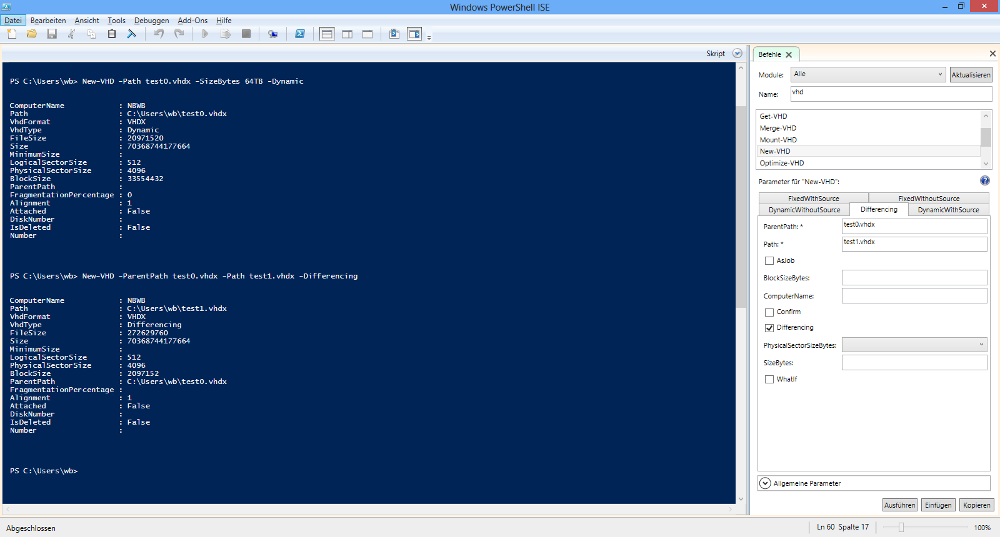 Windows PowerShell ISE
Datei Bearbeiten Ansicht Tools Debuggen Add-Ons Hilfe
Skript
PS C:\Users\wb> New-VHD -Path test0.vhdx -SizeBytes 64TB -Dynamic
ComputerName : NBWB
Path : C:\Users\wb\test0.vhdx
VhdFormat : VHDX
VhdType : Dynamic
FileSize : 20971520
Size : 70368744177664
MinimumSize :
LogicalSectorSize : 512
PhysicalSectorSize : 4096
BlockSize : 33554432
ParentPath :
FragmentationPercentage : 0
Alignment : 1
Attached : False
DiskNumber :
IsDeleted : False
Number :
PS C:\Users\wb> New-VHD -ParentPath test0.vhdx -Path test1.vhdx -Differencing
ComputerName : NBWB
Path : C:\Users\wb\test1.vhdx
VhdFormat : VHDX
VhdType : Differencing
FileSize : 272629760
Size : 70368744177664
MinimumSize :
LogicalSectorSize : 512
PhysicalSectorSize : 4096
BlockSize : 2097152
ParentPath : C:\Users\wb\test0.vhdx
FragmentationPercentage :
Alignment : 1
Attached : False
DiskNumber :
IsDeleted : False
Number :
PS C:\Users\wb>
Befehle
Module: Alle Aktualisieren
Name: vhd
Get-VHD
Merge-VHD
Mount-VHD
New-VHD
Optimize-VHD
Parameter für "New-VHD":
FixedWithSource FixedWithoutSource
DynamicWithoutSource Differencing DynamicWithSource
ParentPath: * test0.vhdx
Path: * test1.vhdx
AsJob
BlockSizeBytes:
ComputerName:
Confirm
Differencing
PhysicalSectorSizeBytes:
SizeBytes:
WhatIf
Allgemeine Parameter
Ausführen Einfügen Kopieren
Abgeschlossen Ln 60 Spalte 17 100%